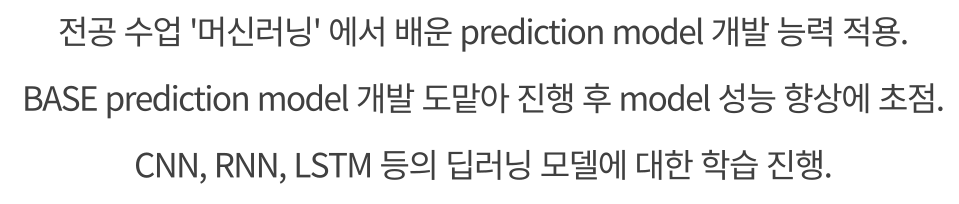 전공 수업 '머신러닝' 에서 배운 prediction model 개발 능력 적용.
BASE prediction model 개발 도맡아 진행 후 model 성능 향상에 초점.
CNN, RNN, LSTM 등의 딥러닝 모델에 대한 학습 진행.